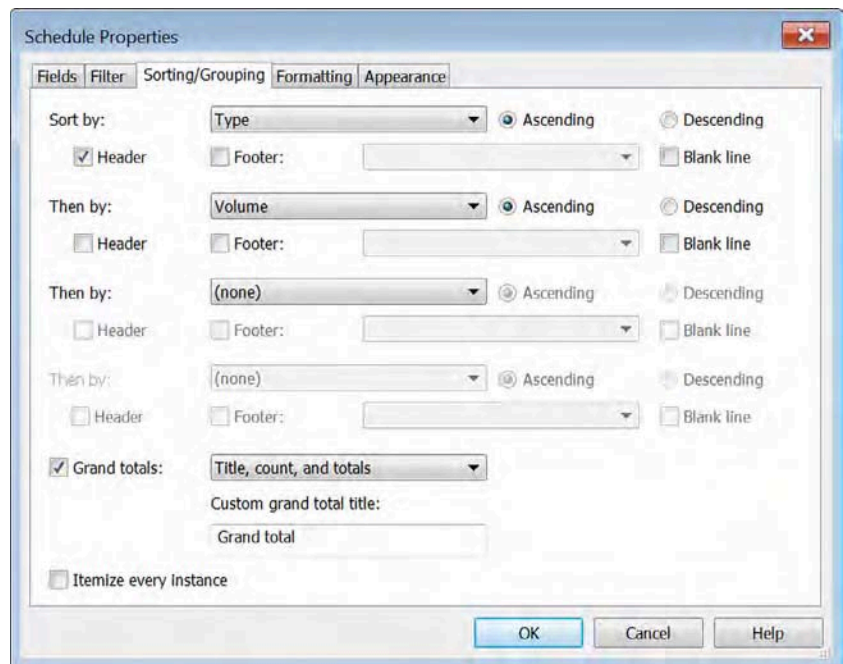 Schedule Properties
Fields Filter Sorting/Grouping Formatting Appearance
Sort by: Type Ascending Descending
Header Footer: Blank line
Then by: Volume Ascending Descending
Header Footer: Blank line
Then by: (none) Ascending Descending
Header Footer: Blank line
Then by: (none) Ascending Descending
Header Footer: Blank line
Grand totals: Title, count, and totals
Custom grand total title:
Grand total
Itemize every instance
OK Cancel Help